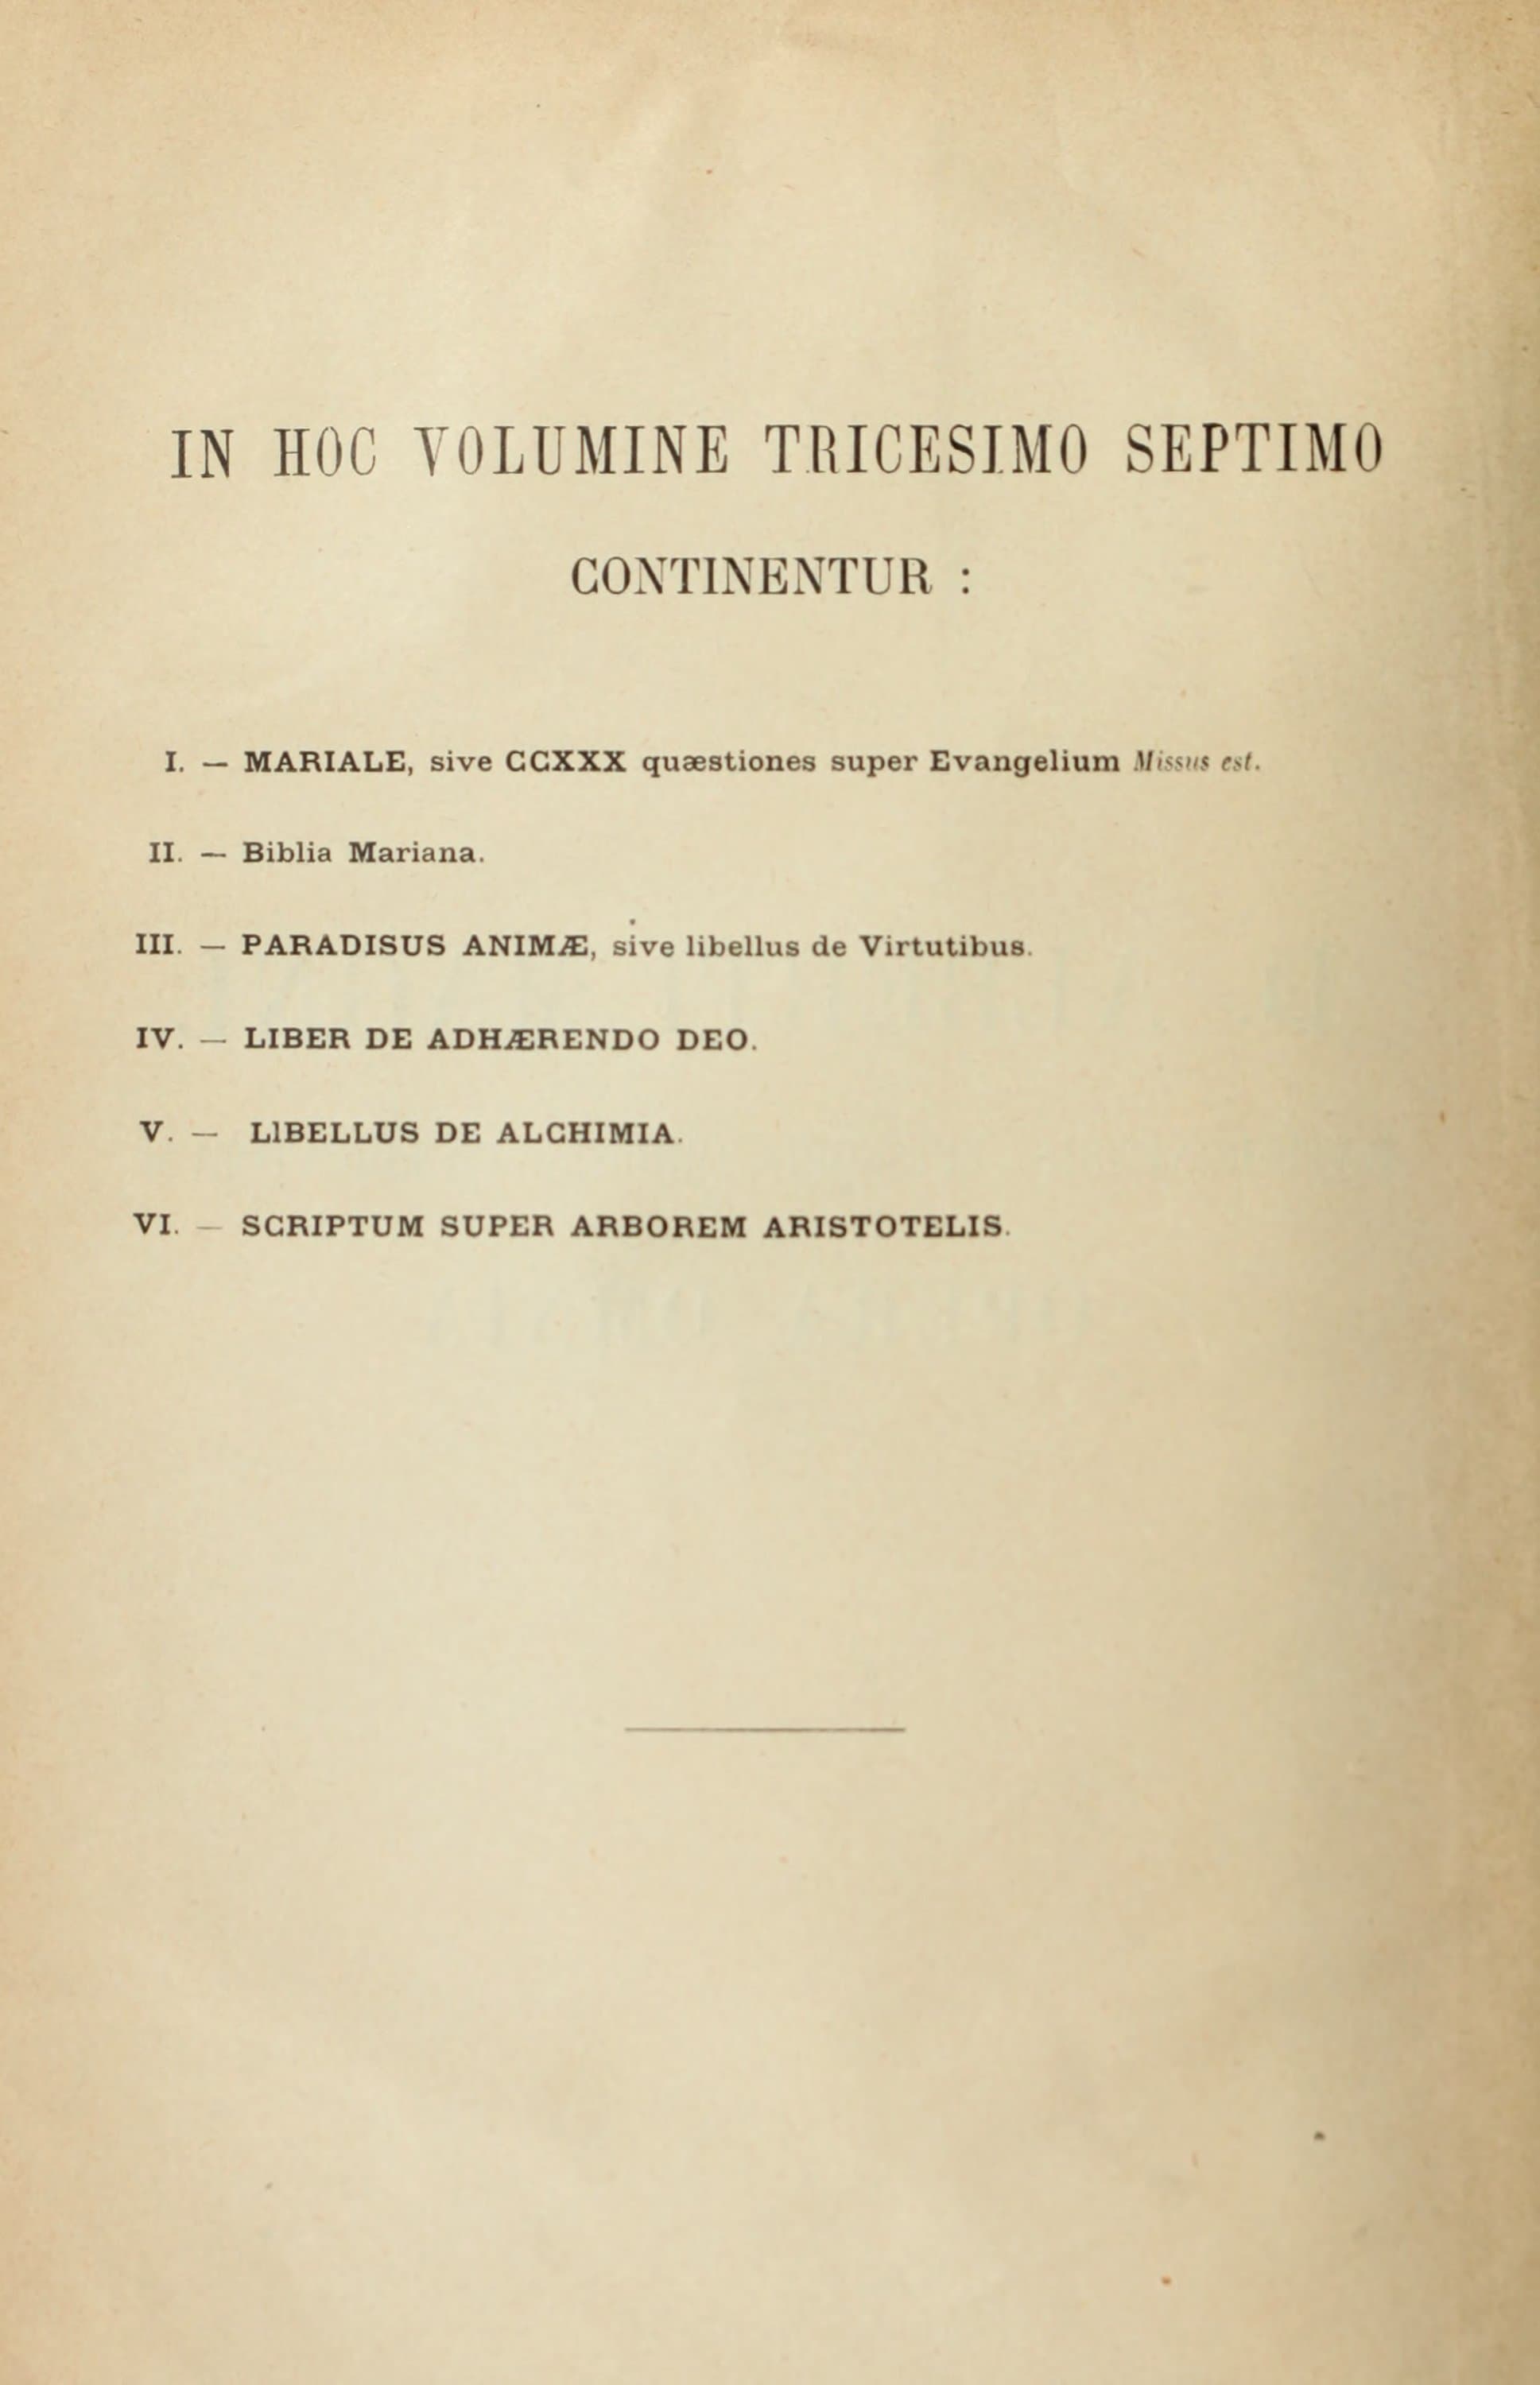 IN HOC VOLUMINE TRICESIMO SEPTIMO
CONTINENTUR :
I. — MARIALE, sive CCXXX quæstiones super Evangelium Missus est.
II. — Biblia Mariana.
III. — PARADISUS ANIMÆ, sive libellus de Virtutibus.
IV. — LIBER DE ADHÆRENDO DEO.
V. — LIBELLUS DE ALCHIMIA.
VI. — SCRIPTUM SUPER ARBOREM ARISTOTELIS.